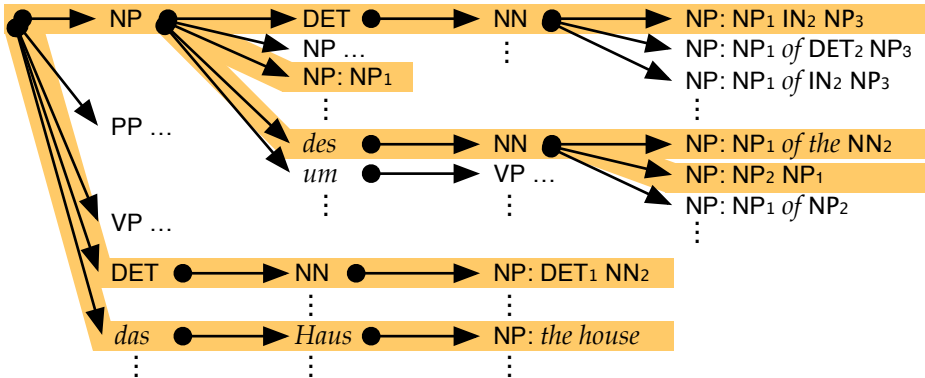 NP DET NN NP: NP1 IN2 NP3
NP … ⋮ NP: NP1 of DET2 NP3
NP: NP1 NP: NP1 of IN2 NP3
⋮ ⋮
PP …
des NN NP: NP1 of the NN2
um VP … NP: NP2 NP1
⋮ ⋮ NP: NP1 of NP2
VP … ⋮
DET NN NP: DET1 NN2
⋮ ⋮
das Haus NP: the house
⋮ ⋮ ⋮